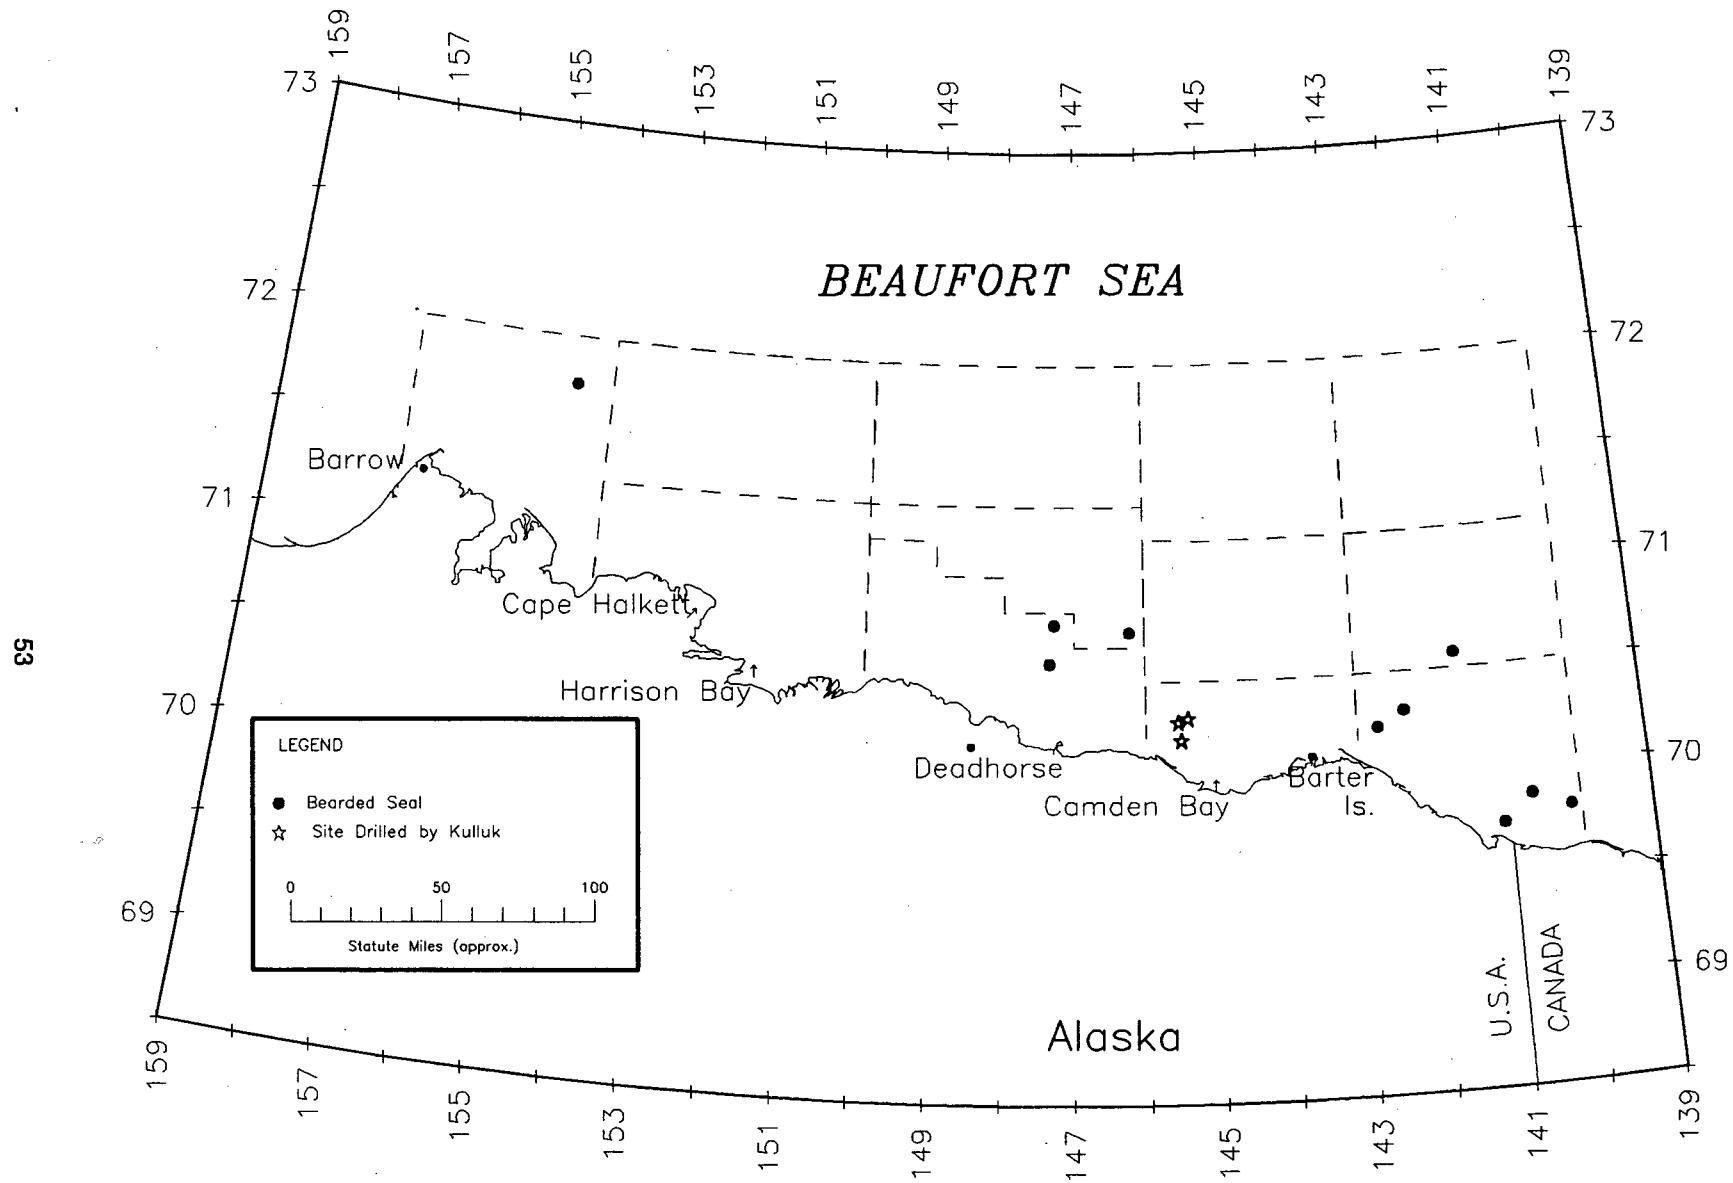 159
157
155
153
151
149
147
145
143
141
139
73
73
BEAUFORT SEA
72
72
Barrow
71
71
Cape Halkett
53
Harrison Bay
70
70
Deadhorse
Camden Bay
Barter
Is.
LEGEND
Bearded Seal
Site Drilled by Kulluk
0 50 100
Statute Miles (approx.)
69
69
U.S.A.
CANADA
Alaska
159
157
155
153
151
149
147
145
143
141
139